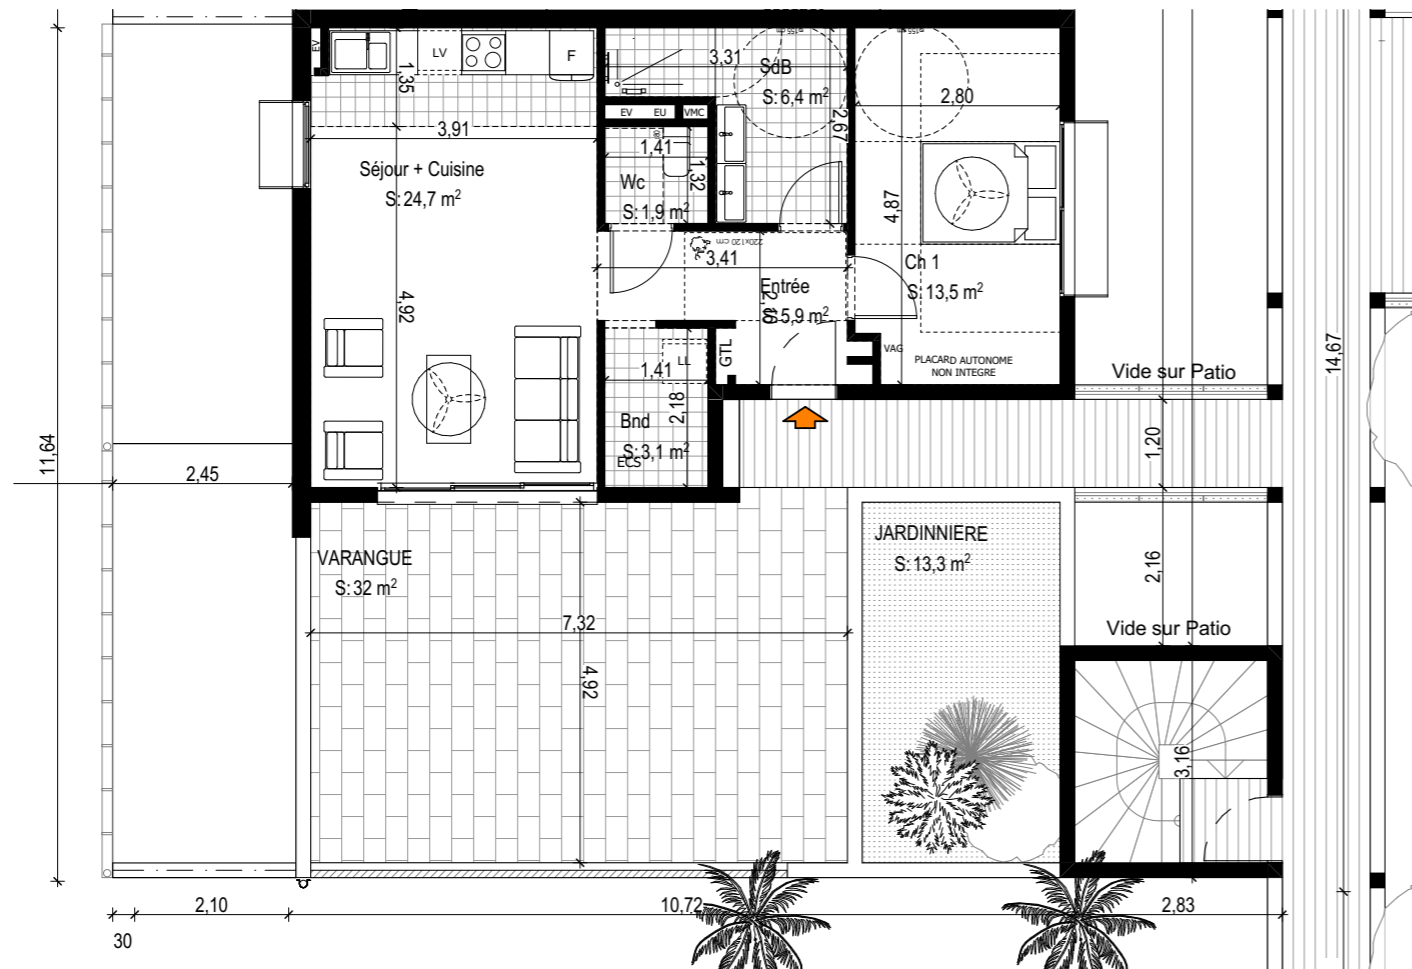 EV
LV
F
1,35
3,91
Séjour + Cuisine
S: 24,7 m²
4,92
3,31
SdB
S: 6,4 m²
2,67
EV
EU
VMC
1,41
1,32
Wc
S: 1,9 m²
220x120 cm
3,41
Entrée
5,9 m²
2,80
4,87
Ch 1
S: 13,5 m²
VAG
PLACARD AUTONOME
NON INTEGRE
GTL
LL
1,41
2,18
Bnd
S: 3,1 m²
ECS
Vide sur Patio
1,20
14,67
11,64
2,45
VARANGUE
S: 32 m²
7,32
4,92
JARDINNIERE
S: 13,3 m²
2,16
Vide sur Patio
3,16
2,10
10,72
2,83
30